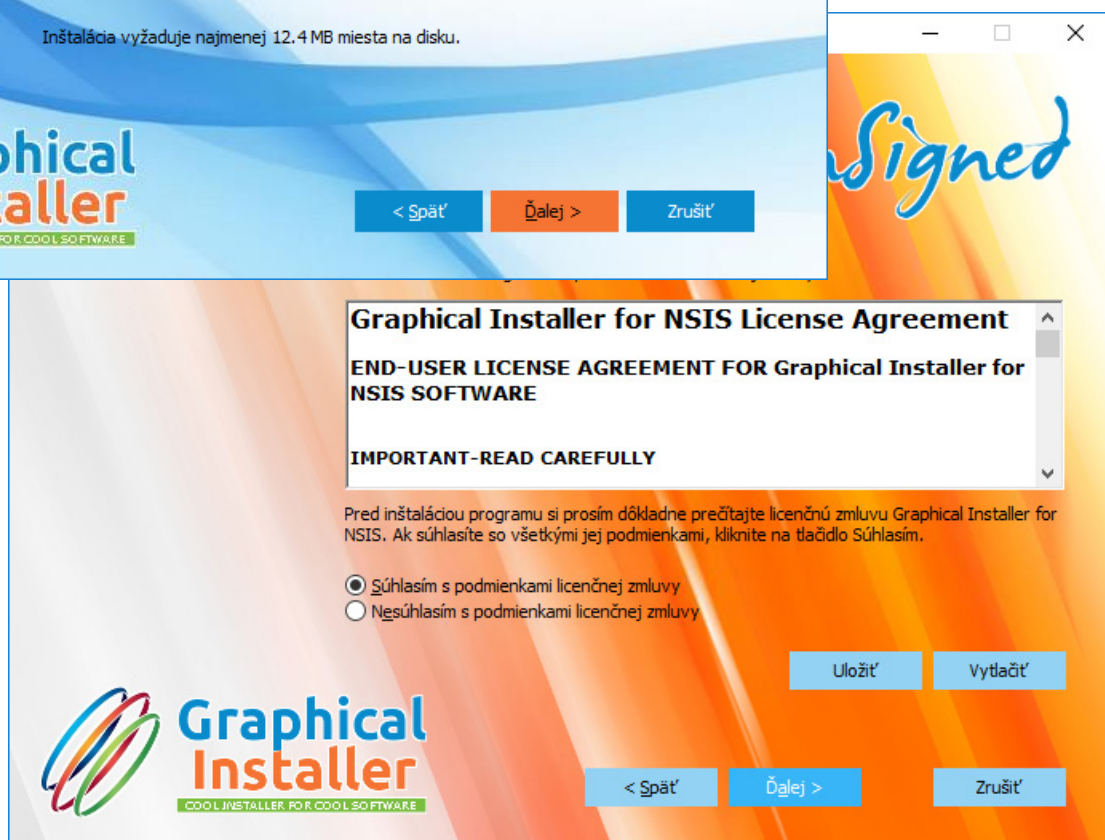 Inštalácia vyžaduje najmenej 12.4 MB miesta na disku.
phical
taller
FOR COOL SOFTWARE
< Späť
Ďalej >
Zrušiť
Signed
Graphical Installer for NSIS License Agreement
END-USER LICENSE AGREEMENT FOR Graphical Installer for
NSIS SOFTWARE
IMPORTANT-READ CAREFULLY
Pred inštaláciou programu si prosím dôkladne prečítajte licenčnú zmluvu Graphical Installer for
NSIS. Ak súhlasíte so všetkými jej podmienkami, kliknite na tlačidlo Súhlasím.
Súhlasím s podmienkami licenčnej zmluvy
Nesúhlasím s podmienkami licenčnej zmluvy
Uložiť
Vytlačiť
Graphical
Installer
COOL INSTALLER FOR COOL SOFTWARE
< Späť
Ďalej >
Zrušiť